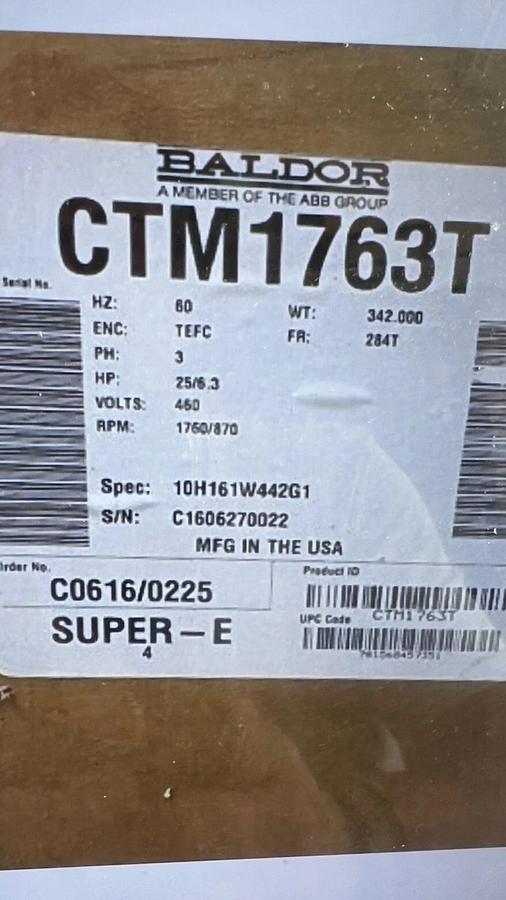 BALDOR
A MEMBER OF THE ABB GROUP
CTM1763T
Serial No.
HZ: 60 WT: 342.000
ENC: TEFC FR: 284T
PH: 3
HP: 25/6.3
VOLTS: 460
RPM: 1760/870
Spec: 10H161W442G1
S/N: C1606270022
MFG IN THE USA
Order No. Product ID
C0616/0225
CTM1763T
UPC Code
SUPER-E
4